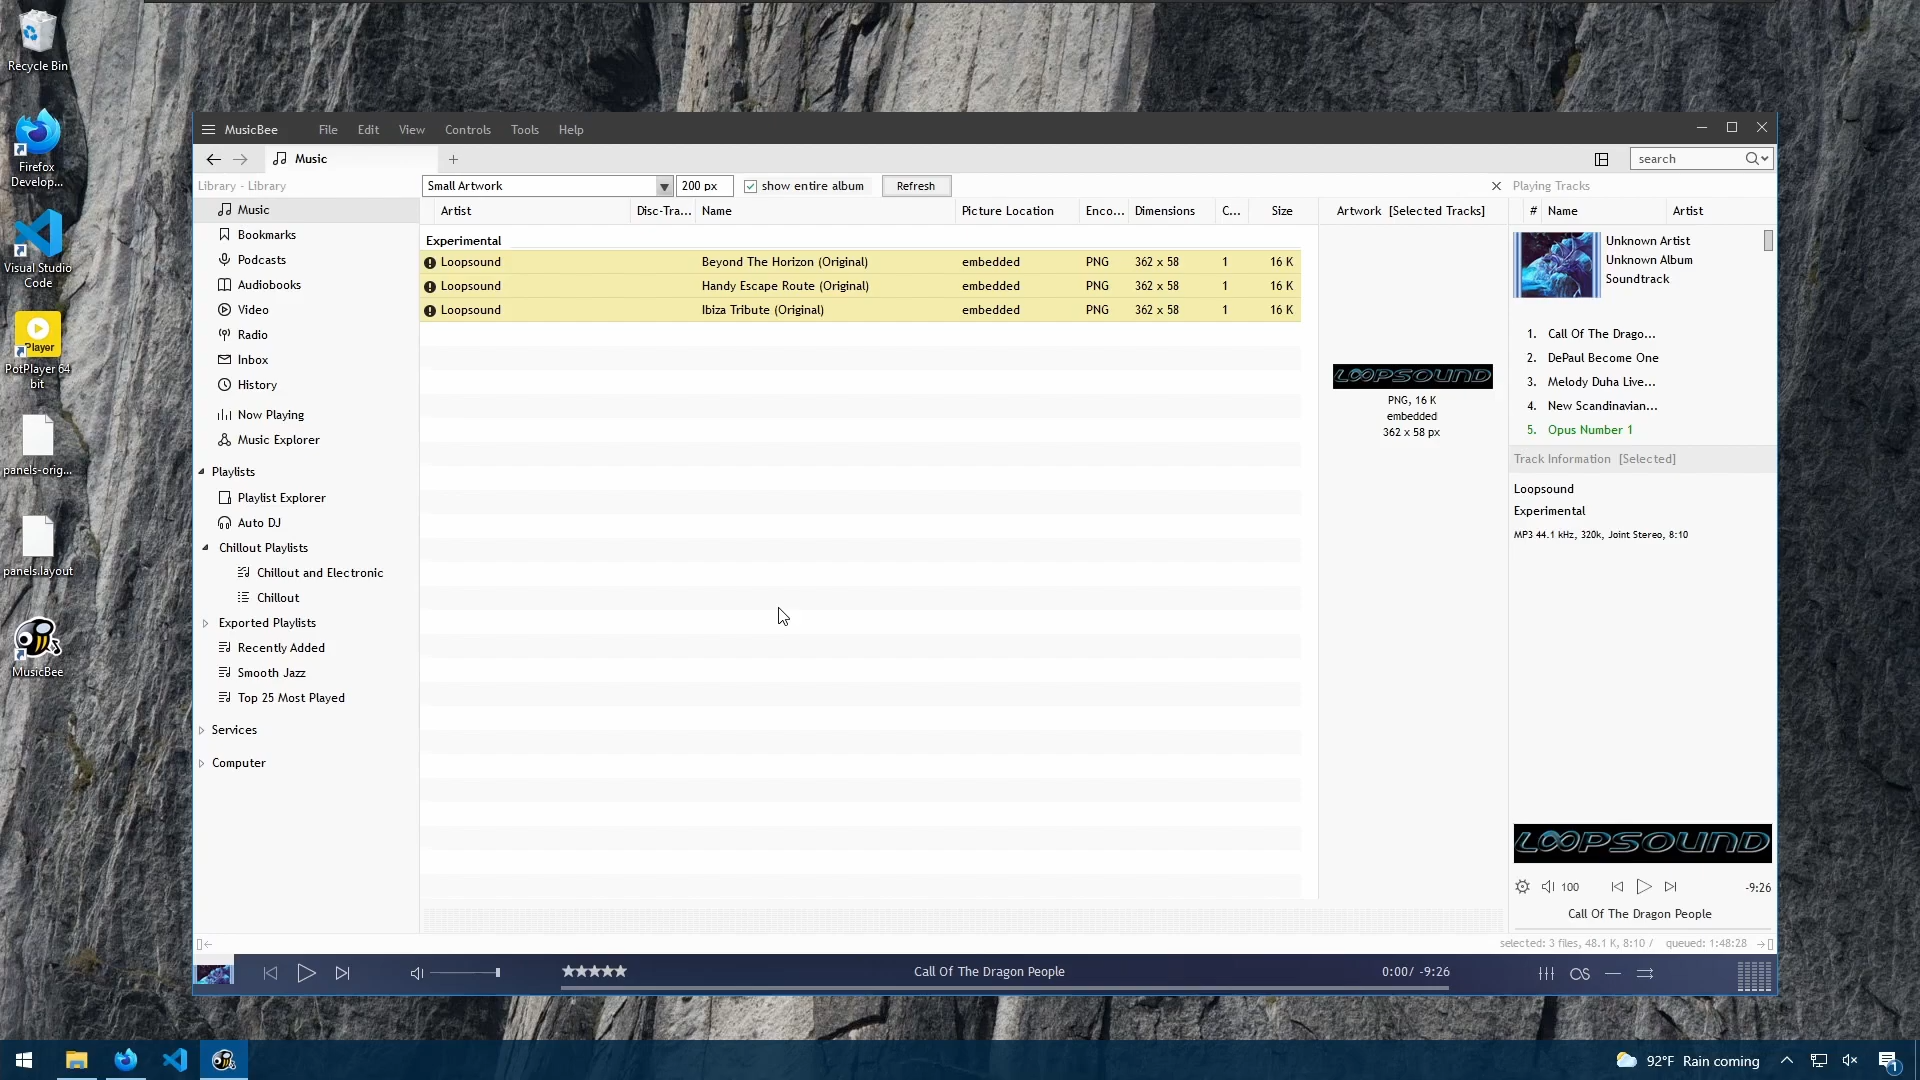 Recycle Bin
Firefox
Develop...
Visual Studio
Code
Player
PotPlayer 64
bit
panels-orig...
panels.layout
MusicBee
MusicBee
File
Edit
View
Controls
Tools
Help
Music
search
Library - Library
Music
Bookmarks
Podcasts
Audiobooks
Video
Radio
Inbox
History
Now Playing
Music Explorer
Playlists
Playlist Explorer
Auto DJ
Chillout Playlists
Chillout and Electronic
Chillout
Exported Playlists
Recently Added
Smooth Jazz
Top 25 Most Played
Services
Computer
Small Artwork
200 px
show entire album
Refresh
Artist Disc-Tra... Name Picture Location Enco... Dimensions C... Size
Experimental
Loopsound Beyond The Horizon (Original) embedded PNG 362 x 58 1 16 K
Loopsound Handy Escape Route (Original) embedded PNG 362 x 58 1 16 K
Loopsound Ibiza Tribute (Original) embedded PNG 362 x 58 1 16 K
Artwork [Selected Tracks]
LOOPSOUND
PNG, 16 K
embedded
362 x 58 px
Playing Tracks
# Name Artist
Unknown Artist
Unknown Album
Soundtrack
1. Call Of The Drago...
2. DePaul Become One
3. Melody Duha Live...
4. New Scandinavian...
5. Opus Number 1
Track Information [Selected]
Loopsound
Experimental
MP3 44.1 kHz, 320k, Joint Stereo, 8:10
LOOPSOUND
100
-9:26
Call Of The Dragon People
selected: 3 files, 48.1 K, 8:10 / queued: 1:48:28
Call Of The Dragon People
0:00/ -9:26
92°F Rain coming
1